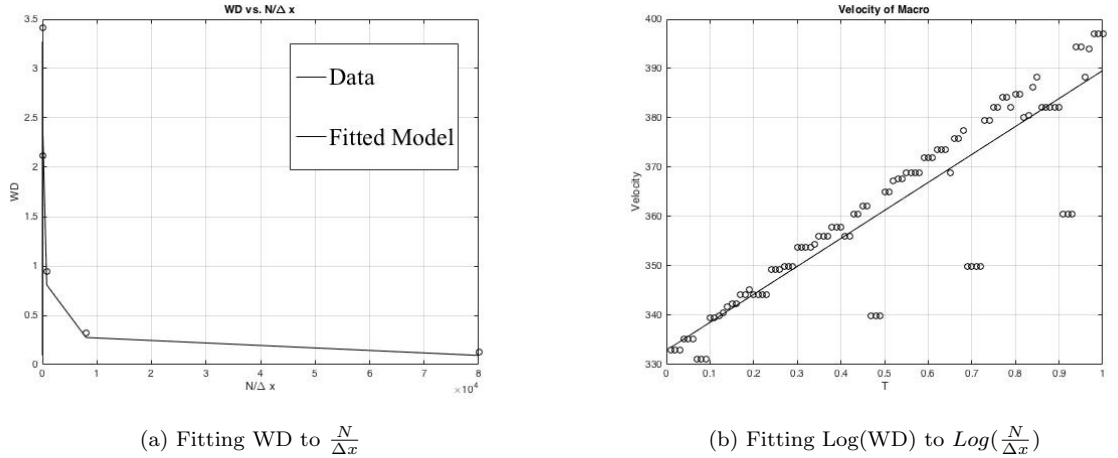 WD vs. N/Δ x
3.5
3
2.5
2
1.5
1
0.5
0
WD
Data
Fitted Model
0 1 2 3 4 5 6 7 8
×10⁴
N/Δ x
Velocity of Macro
400
390
380
370
360
350
340
330
Velocity
0 0.1 0.2 0.3 0.4 0.5 0.6 0.7 0.8 0.9 1
T
(a) Fitting WD to N/Δx
(b) Fitting Log(WD) to Log(N/Δx)